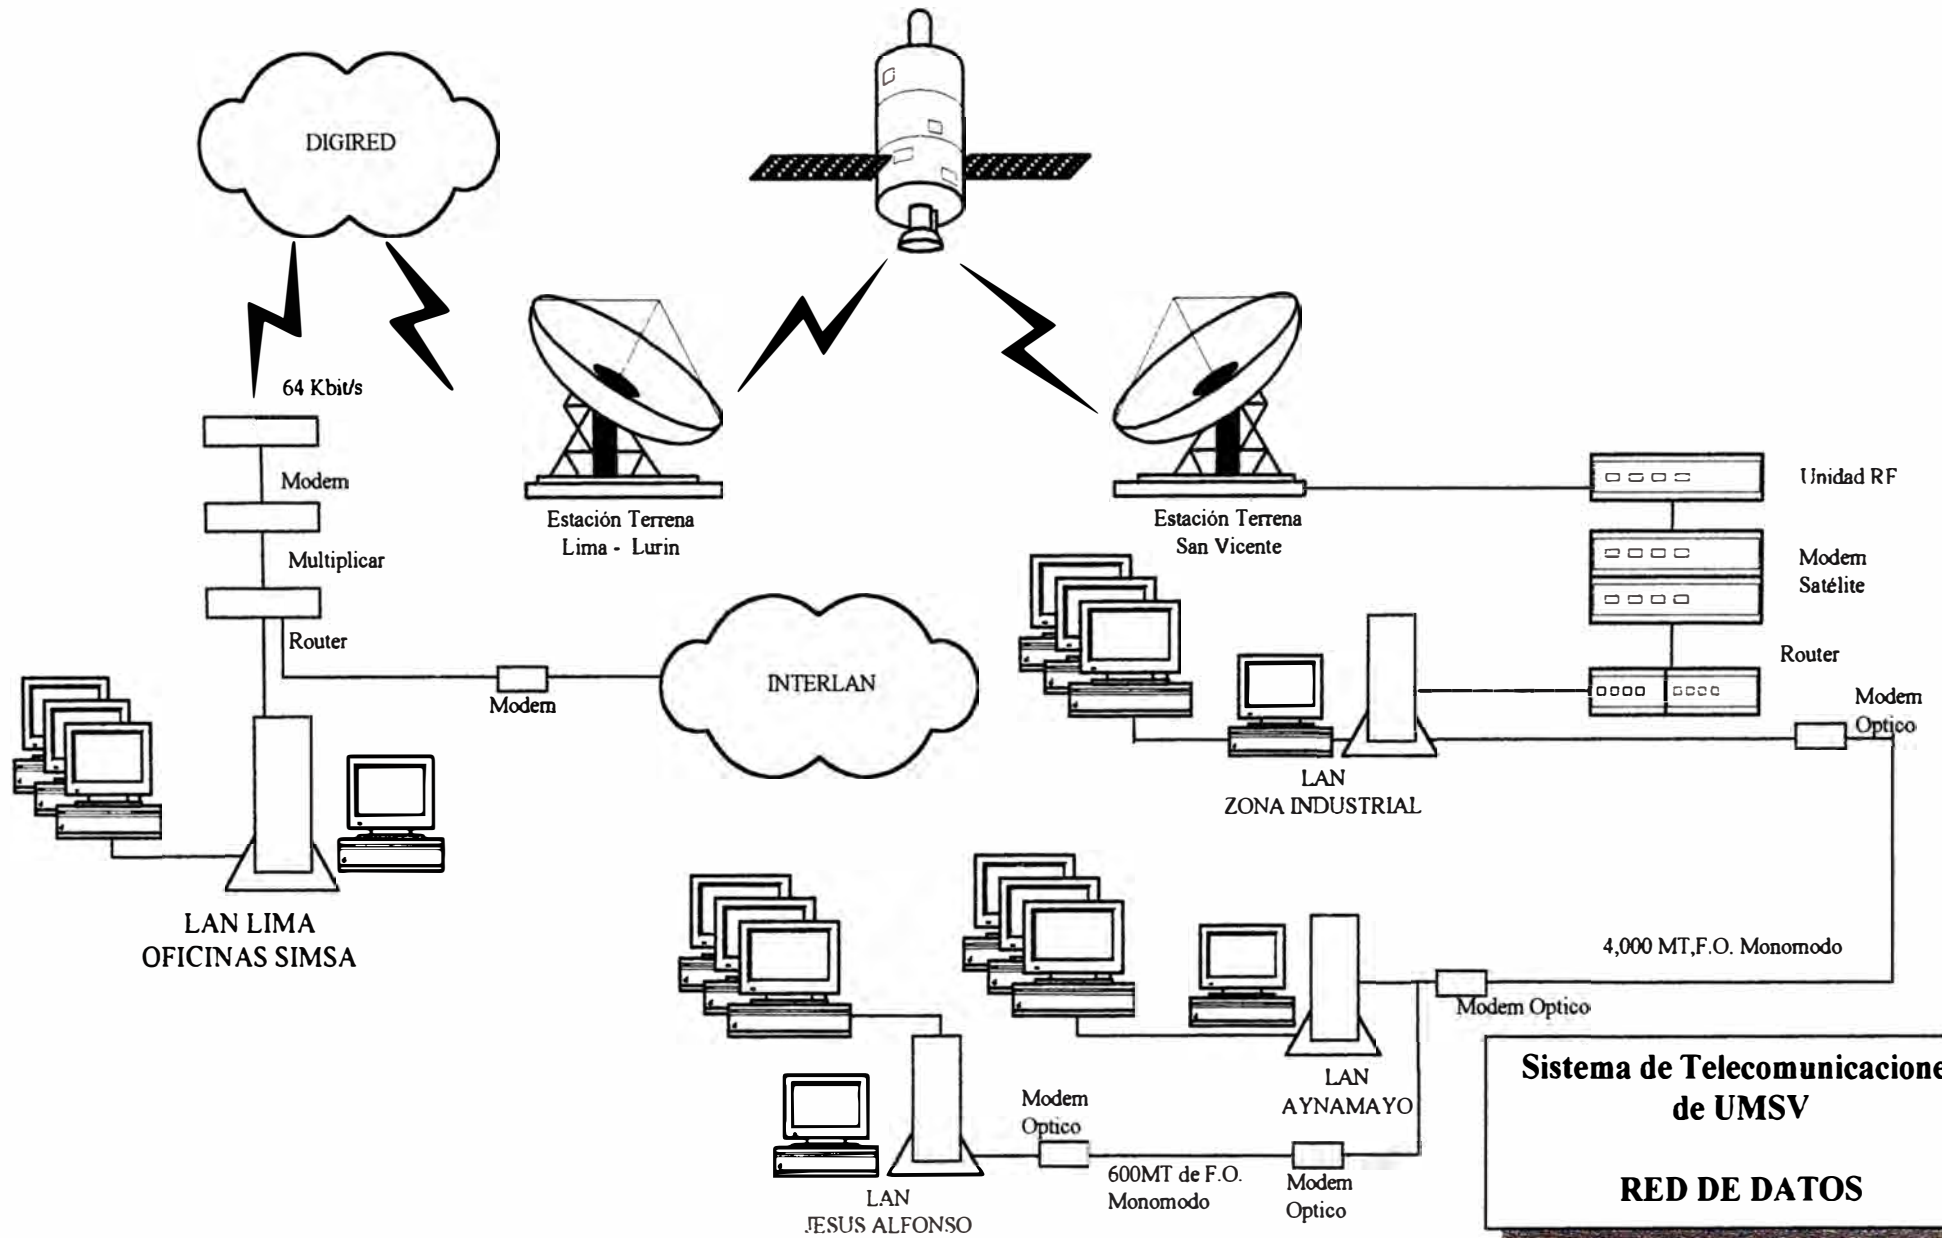 DIGIRED
64 Kbit/s
Modem
Multiplicar
Router
Estación Terrena
Lima - Lurin
Estación Terrena
San Vicente
Unidad RF
Modem
Satélite
Router
Modem
Optico
Modem
INTERLAN
LAN
ZONA INDUSTRIAL
LAN LIMA
OFICINAS SIMSA
4,000 MT,F.O. Monomodo
Modem Optico
LAN
AYNAMAYO
Modem
Optico
600MT de F.O.
Monomodo
Modem
Optico
LAN
JESUS ALFONSO
Sistema de Telecomunicacione
de UMSV
RED DE DATOS